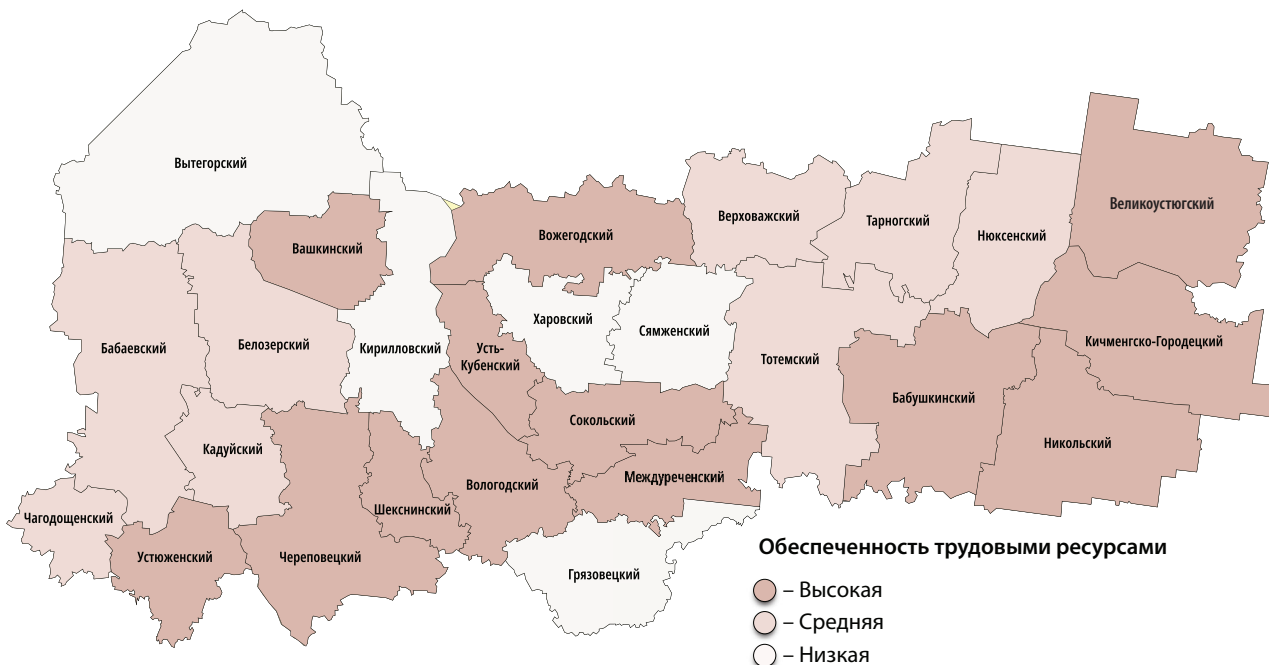 Вытегорский
Великоустюгский
Верховажский
Тарногский
Нюксенский
Вожегодский
Вашкинский
Харовский
Сямженский
Бабаевский
Белозерский
Кирилловский
Усть-
Кубенский
Тотемский
Кичменгско-Городецкий
Бабушкинский
Сокольский
Никольский
Кадуйский
Вологодский
Междуреченский
Шекснинский
Чагодощенский
Устюженский
Череповецкий
Грязовецкий
Обеспеченность трудовыми ресурсами
– Высокая
– Средняя
– Низкая